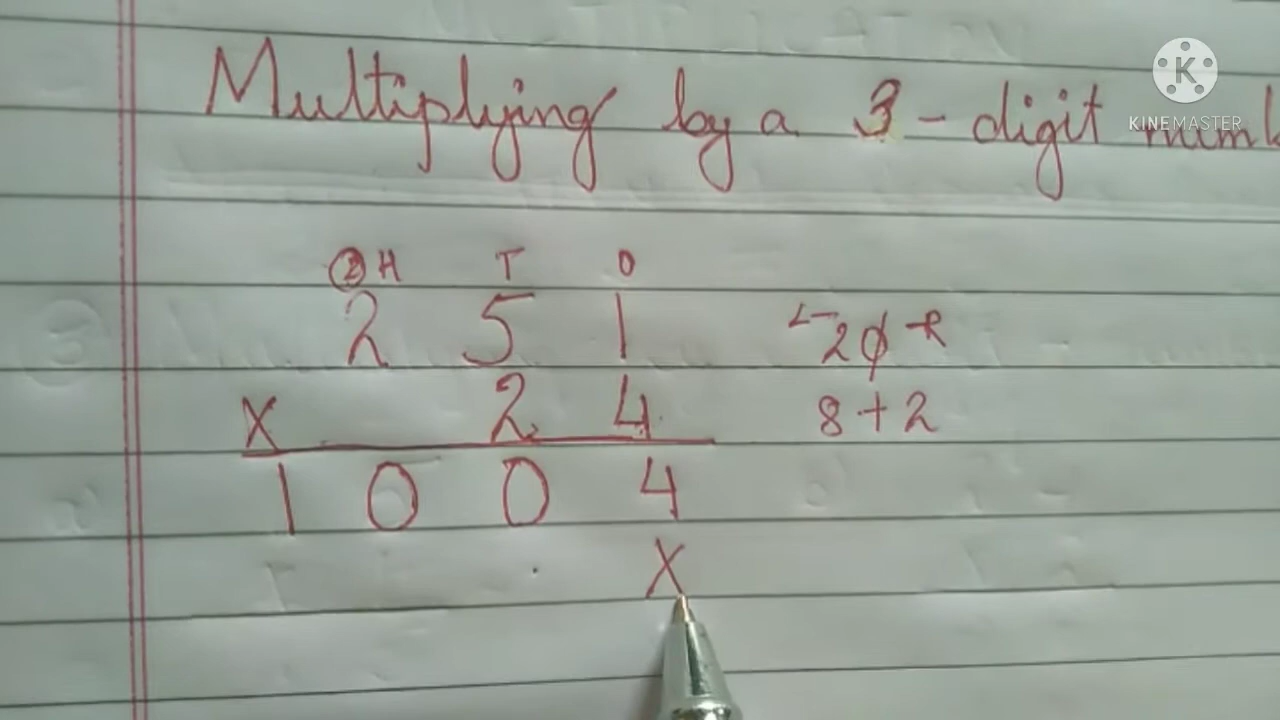 Multiplying by a 3-digit
K
KINEMASTER
② H T O
2 5 1 L 20 R
X 2 4 8+2
1 0 0 4
X